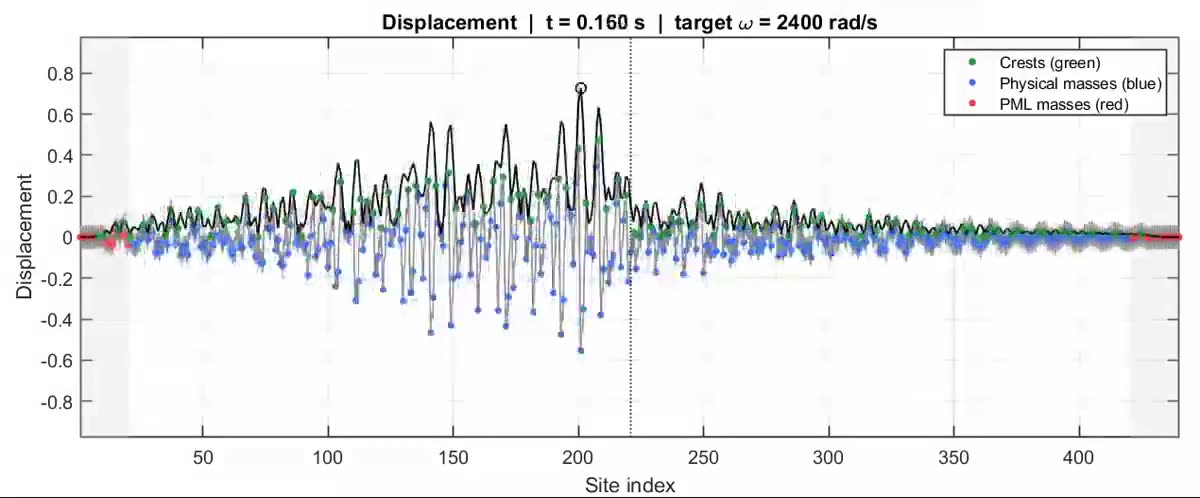 Displacement | t = 0.160 s | target ω = 2400 rad/s
Crests (green)
Physical masses (blue)
PML masses (red)
Displacement
0.8
0.6
0.4
0.2
0
-0.2
-0.4
-0.6
-0.8
50 100 150 200 250 300 350 400
Site index